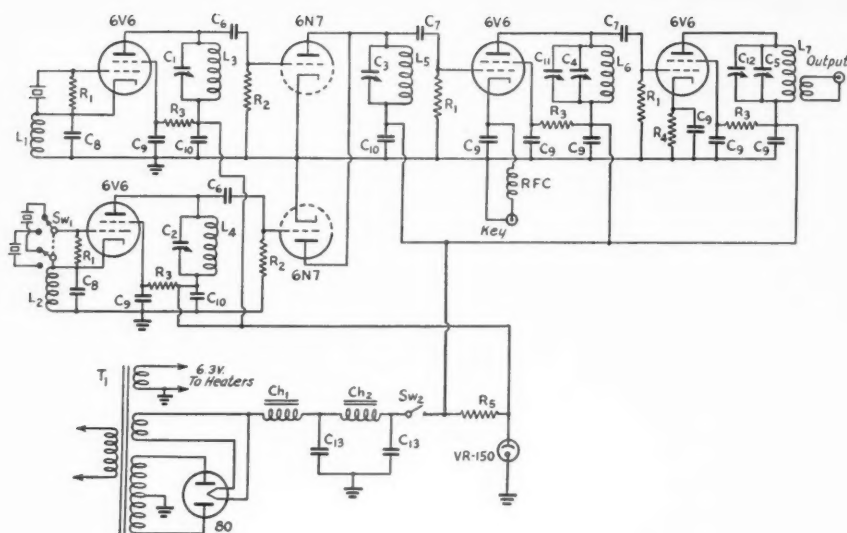 6V6
6N7
6V6
6V6
C6
C7
C7
C1
L3
C3
L5
C11
C4
L6
C12
C5
L7
Output
R1
R2
R1
R1
L1
C8
R3
C9
C10
C10
C9
C9
R3
C9
R4
C9
R3
C9
C9
RFC
Key
6V6
C6
Sw1
R1
C2
L4
R2
6N7
L2
C8
R3
C9
C10
T1
6.3v.
To Heaters
Ch1
Ch2
Sw2
R5
C13
C13
VR-150
80